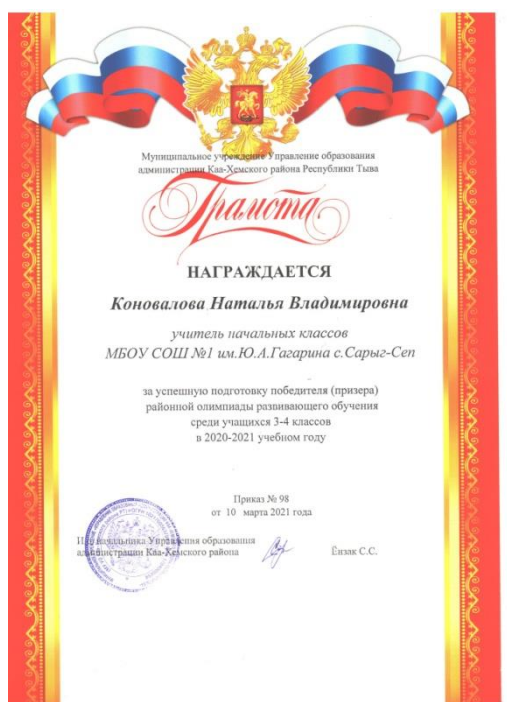 Муниципальное учреждение Управление образования
администрации Каа-Хемского района Республики Тыва
Грамота
НАГРАЖДАЕТСЯ
Коновалова Наталья Владимировна
учитель начальных классов
МБОУ СОШ №1 им.Ю.А.Гагарина с.Сарыг-Сеп
за успешную подготовку победителя (призера)
районной олимпиады развивающего обучения
среди учащихся 3-4 классов
в 2020-2021 учебном году
Приказ № 98
от 10 марта 2021 года
начальника Управления образования
администрации Каа-Хемского района
Ёнзак С.С.